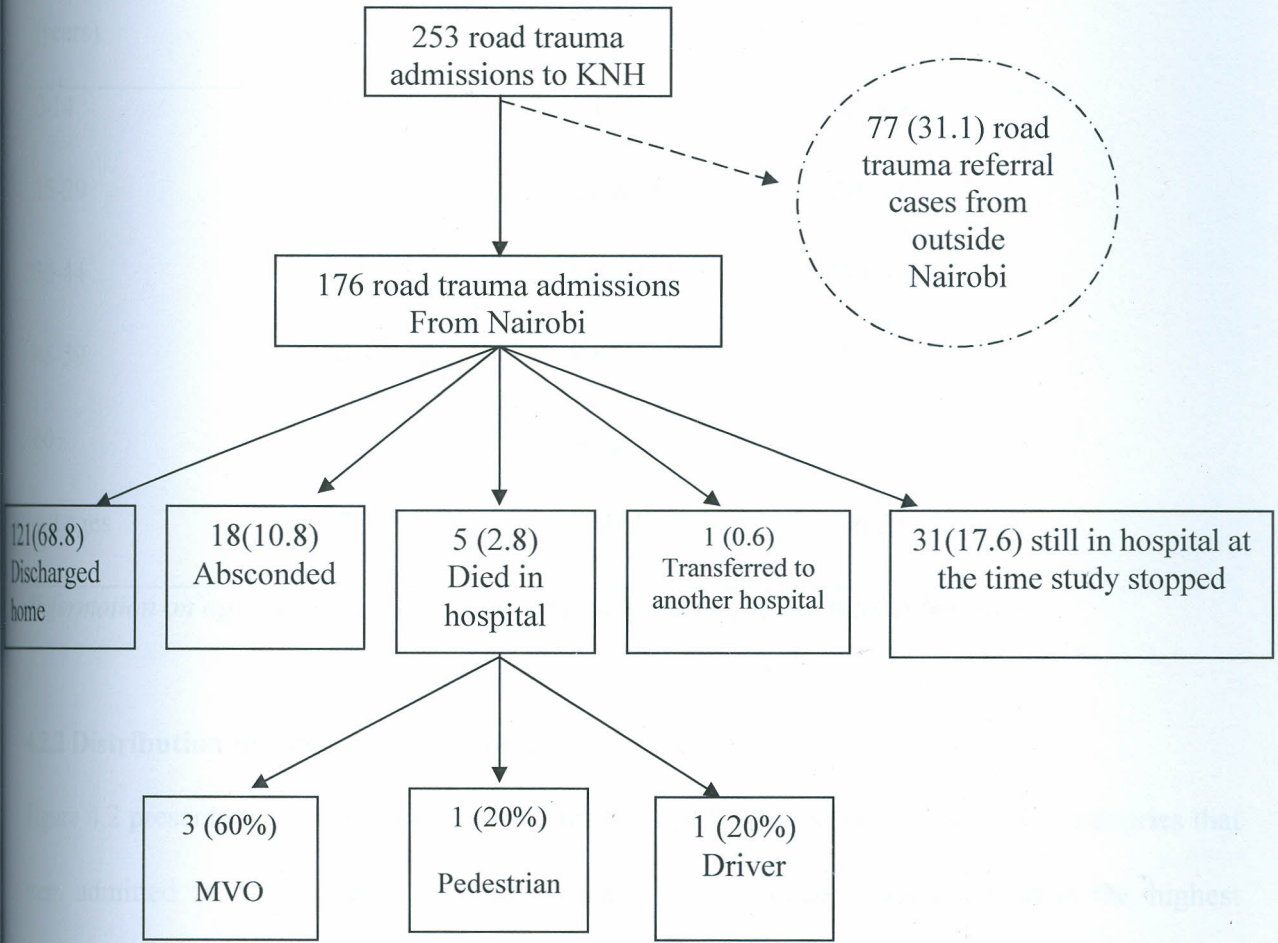 253 road trauma
admissions to KNH
77 (31.1) road
trauma referral
cases from
outside
Nairobi
176 road trauma admissions
From Nairobi
121(68.8)
Discharged
home
18(10.8)
Absconded
5 (2.8)
Died in
hospital
1 (0.6)
Transferred to
another hospital
31(17.6) still in hospital at
the time study stopped
3 (60%)
MVO
1 (20%)
Pedestrian
1 (20%)
Driver